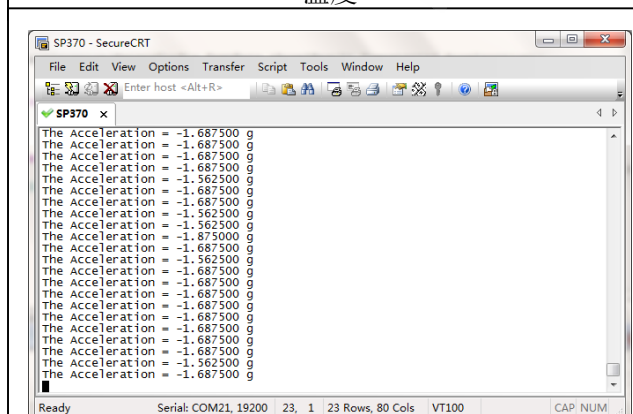 温度
SP370 - SecureCRT
File Edit View Options Transfer Script Tools Window Help
Enter host <Alt+R>
SP370
The Acceleration = -1.687500 g
The Acceleration = -1.687500 g
The Acceleration = -1.687500 g
The Acceleration = -1.687500 g
The Acceleration = -1.562500 g
The Acceleration = -1.687500 g
The Acceleration = -1.687500 g
The Acceleration = -1.562500 g
The Acceleration = -1.875000 g
The Acceleration = -1.687500 g
The Acceleration = -1.562500 g
The Acceleration = -1.687500 g
The Acceleration = -1.687500 g
The Acceleration = -1.687500 g
The Acceleration = -1.687500 g
The Acceleration = -1.687500 g
The Acceleration = -1.687500 g
The Acceleration = -1.687500 g
The Acceleration = -1.687500 g
The Acceleration = -1.687500 g
The Acceleration = -1.562500 g
The Acceleration = -1.687500 g
Ready Serial: COM21, 19200 23, 1 23 Rows, 80 Cols VT100 CAP NUM